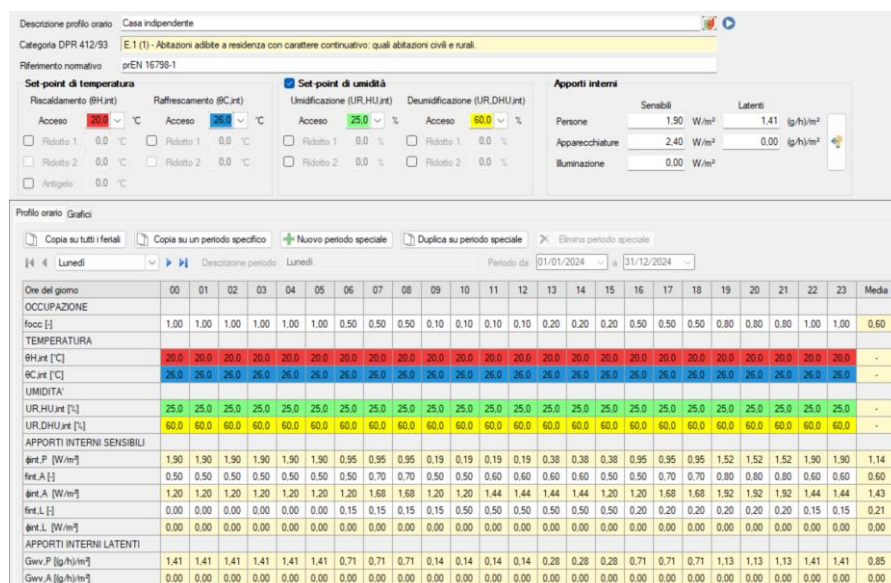 Descrizione profilo orario Casa indipendente
Categoria DPR 412/93 E.1 (1) - Abitazioni adibite a residenza con carattere continuativo: quali abitazioni civili e rurali.
Riferimento normativo prEN 16798-1
Set-point di temperatura Set-point di umidità Apporti interni
Riscaldamento (θH,int) Raffrescamento (θC,int) Umidificazione (UR,HU,int) Deumidificazione (UR,DHU,int) Sensibili Latenti
Acceso 20,0 °C Acceso 26,0 °C Acceso 25,0 % Acceso 60,0 % Persone 1,90 W/m² 1,41 (g/h)/m²
Ridotto 1 0,0 °C Ridotto 1 0,0 °C Ridotto 1 0,0 % Ridotto 1 0,0 % Apparecchiature 2,40 W/m² 0,00 (g/h)/m²
Ridotto 2 0,0 °C Ridotto 2 0,0 °C Ridotto 2 0,0 % Ridotto 2 0,0 % Illuminazione 0,00 W/m²
Antigelo 0,0 °C
Profilo orario Grafici
Copia su tutti i feriali Copia su un periodo specifico Nuovo periodo speciale Duplica su periodo speciale Elimina periodo speciale
Lunedì Descrizione periodo Lunedì Periodo da 01/01/2024 a 31/12/2024
Ore del giorno 00 01 02 03 04 05 06 07 08 09 10 11 12 13 14 15 16 17 18 19 20 21 22 23 Media
OCCUPAZIONE
focc [-] 1,00 1,00 1,00 1,00 1,00 1,00 0,50 0,50 0,50 0,10 0,10 0,10 0,10 0,20 0,20 0,20 0,50 0,50 0,50 0,80 0,80 0,80 1,00 1,00 0,60
TEMPERATURA
θH,int [°C] 20,0 20,0 20,0 20,0 20,0 20,0 20,0 20,0 20,0 20,0 20,0 20,0 20,0 20,0 20,0 20,0 20,0 20,0 20,0 20,0 20,0 20,0 20,0 20,0 -
θC,int [°C] 26,0 26,0 26,0 26,0 26,0 26,0 26,0 26,0 26,0 26,0 26,0 26,0 26,0 26,0 26,0 26,0 26,0 26,0 26,0 26,0 26,0 26,0 26,0 26,0 -
UMIDITA'
UR,HU,int [%] 25,0 25,0 25,0 25,0 25,0 25,0 25,0 25,0 25,0 25,0 25,0 25,0 25,0 25,0 25,0 25,0 25,0 25,0 25,0 25,0 25,0 25,0 25,0 25,0 -
UR,DHU,int [%] 60,0 60,0 60,0 60,0 60,0 60,0 60,0 60,0 60,0 60,0 60,0 60,0 60,0 60,0 60,0 60,0 60,0 60,0 60,0 60,0 60,0 60,0 60,0 60,0 -
APPORTI INTERNI SENSIBILI
ϕint,P [W/m²] 1,90 1,90 1,90 1,90 1,90 1,90 0,95 0,95 0,95 0,19 0,19 0,19 0,19 0,38 0,38 0,38 0,95 0,95 0,95 1,52 1,52 1,52 1,90 1,90 1,14
fint,A [-] 0,50 0,50 0,50 0,50 0,50 0,50 0,50 0,70 0,70 0,50 0,50 0,60 0,60 0,60 0,60 0,50 0,50 0,70 0,70 0,80 0,80 0,80 0,60 0,60 0,60
ϕint,A [W/m²] 1,20 1,20 1,20 1,20 1,20 1,20 1,20 1,68 1,68 1,20 1,20 1,44 1,44 1,44 1,44 1,20 1,20 1,68 1,68 1,92 1,92 1,92 1,44 1,44 1,43
fint,L [-] 0,00 0,00 0,00 0,00 0,00 0,00 0,15 0,15 0,15 0,15 0,50 0,50 0,50 0,50 0,50 0,50 0,20 0,20 0,20 0,20 0,20 0,20 0,15 0,15 0,21
ϕint,L [W/m²] 0,00 0,00 0,00 0,00 0,00 0,00 0,00 0,00 0,00 0,00 0,00 0,00 0,00 0,00 0,00 0,00 0,00 0,00 0,00 0,00 0,00 0,00 0,00 0,00 0,00
APPORTI INTERNI LATENTI
Gwv,P [(g/h)/m²] 1,41 1,41 1,41 1,41 1,41 1,41 0,71 0,71 0,71 0,14 0,14 0,14 0,14 0,28 0,28 0,28 0,71 0,71 0,71 1,13 1,13 1,13 1,41 1,41 0,85
Gwv,A [(g/h)/m²] 0,00 0,00 0,00 0,00 0,00 0,00 0,00 0,00 0,00 0,00 0,00 0,00 0,00 0,00 0,00 0,00 0,00 0,00 0,00 0,00 0,00 0,00 0,00 0,00 0,00